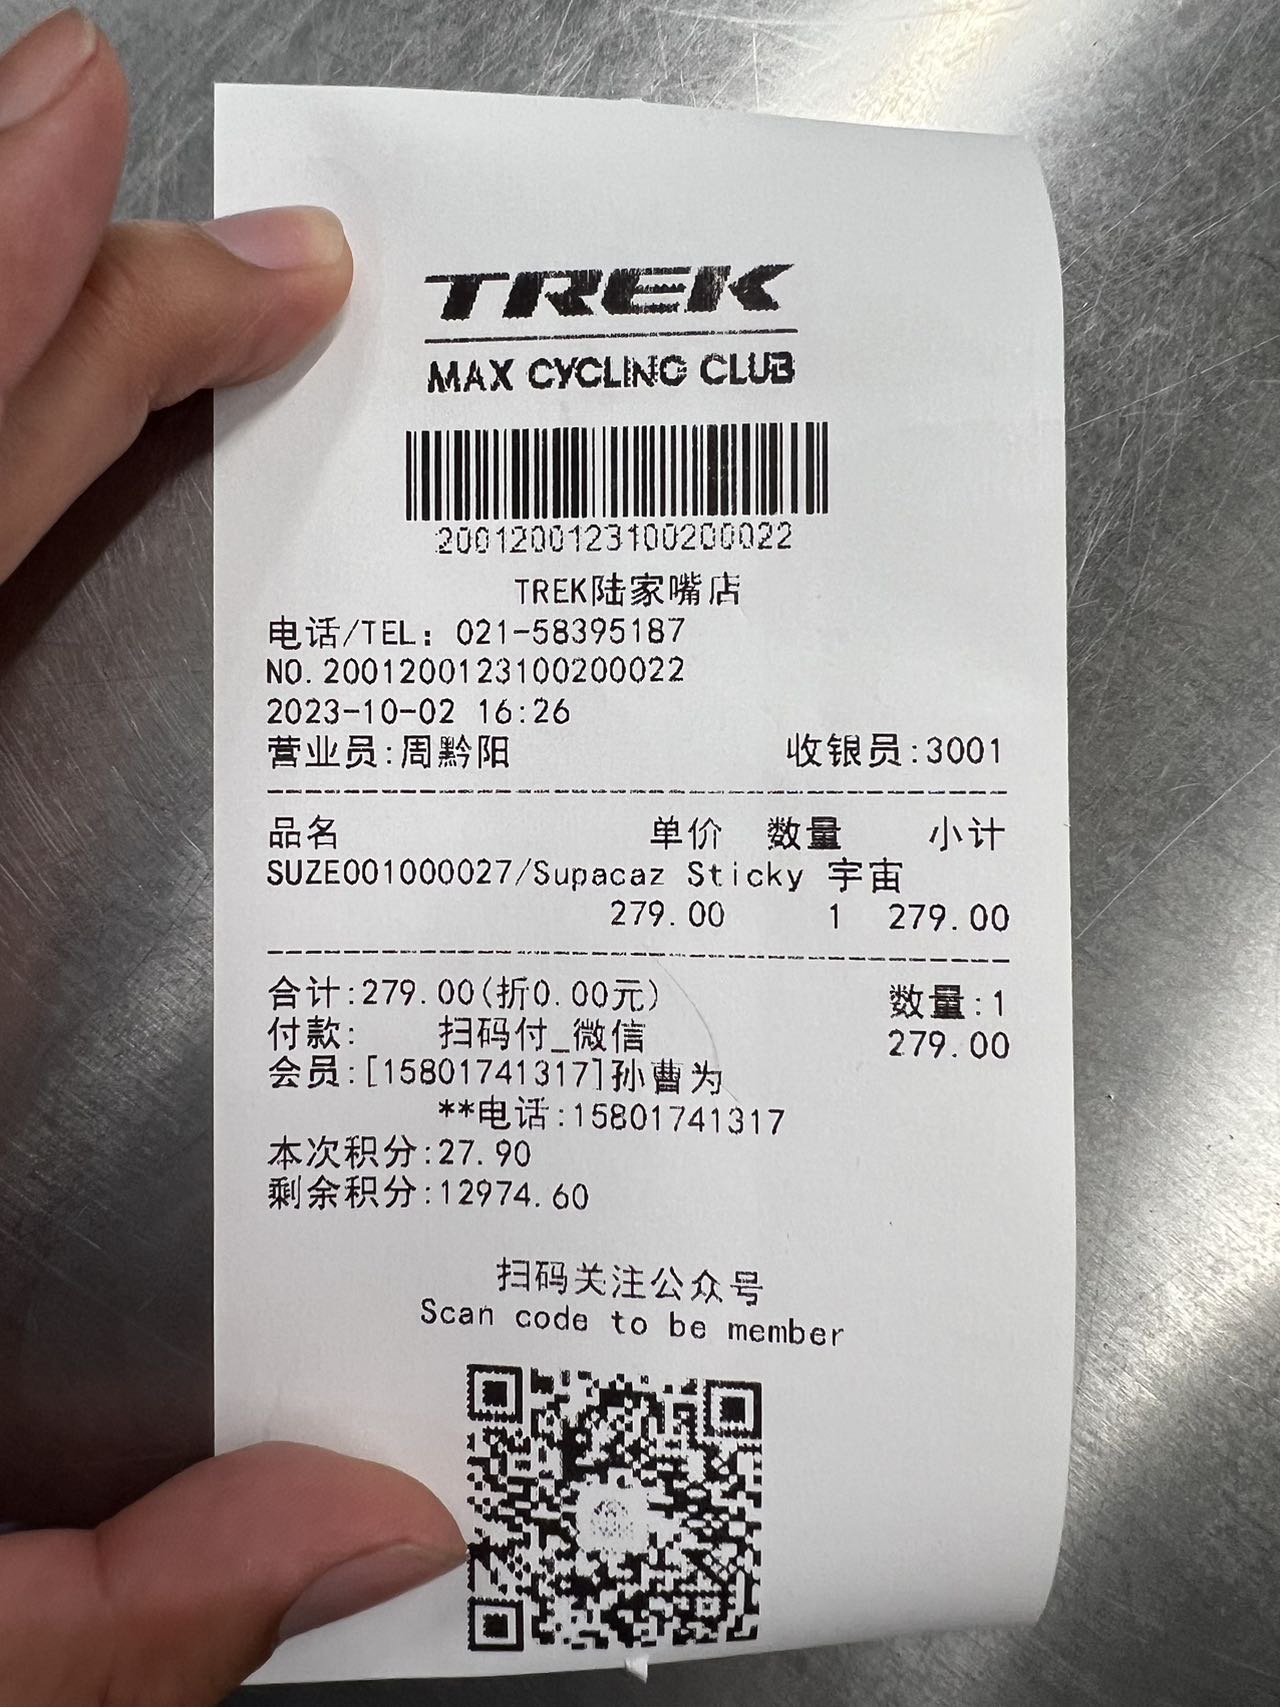 TREK
MAX CYCLING CLUB
2001200123100200022
TREK陆家嘴店
电话/TEL: 021-58395187
NO.2001200123100200022
2023-10-02 16:26
营业员:周黔阳 收银员:3001
品名 单价 数量 小计
SUZE001000027/Supacaz Sticky 宇宙
279.00 1 279.00
合计:279.00(折0.00元) 数量:1
付款: 扫码付_微信 279.00
会员:[15801741317]孙曹为
**电话:15801741317
本次积分:27.90
剩余积分:12974.60
扫码关注公众号
Scan code to be member